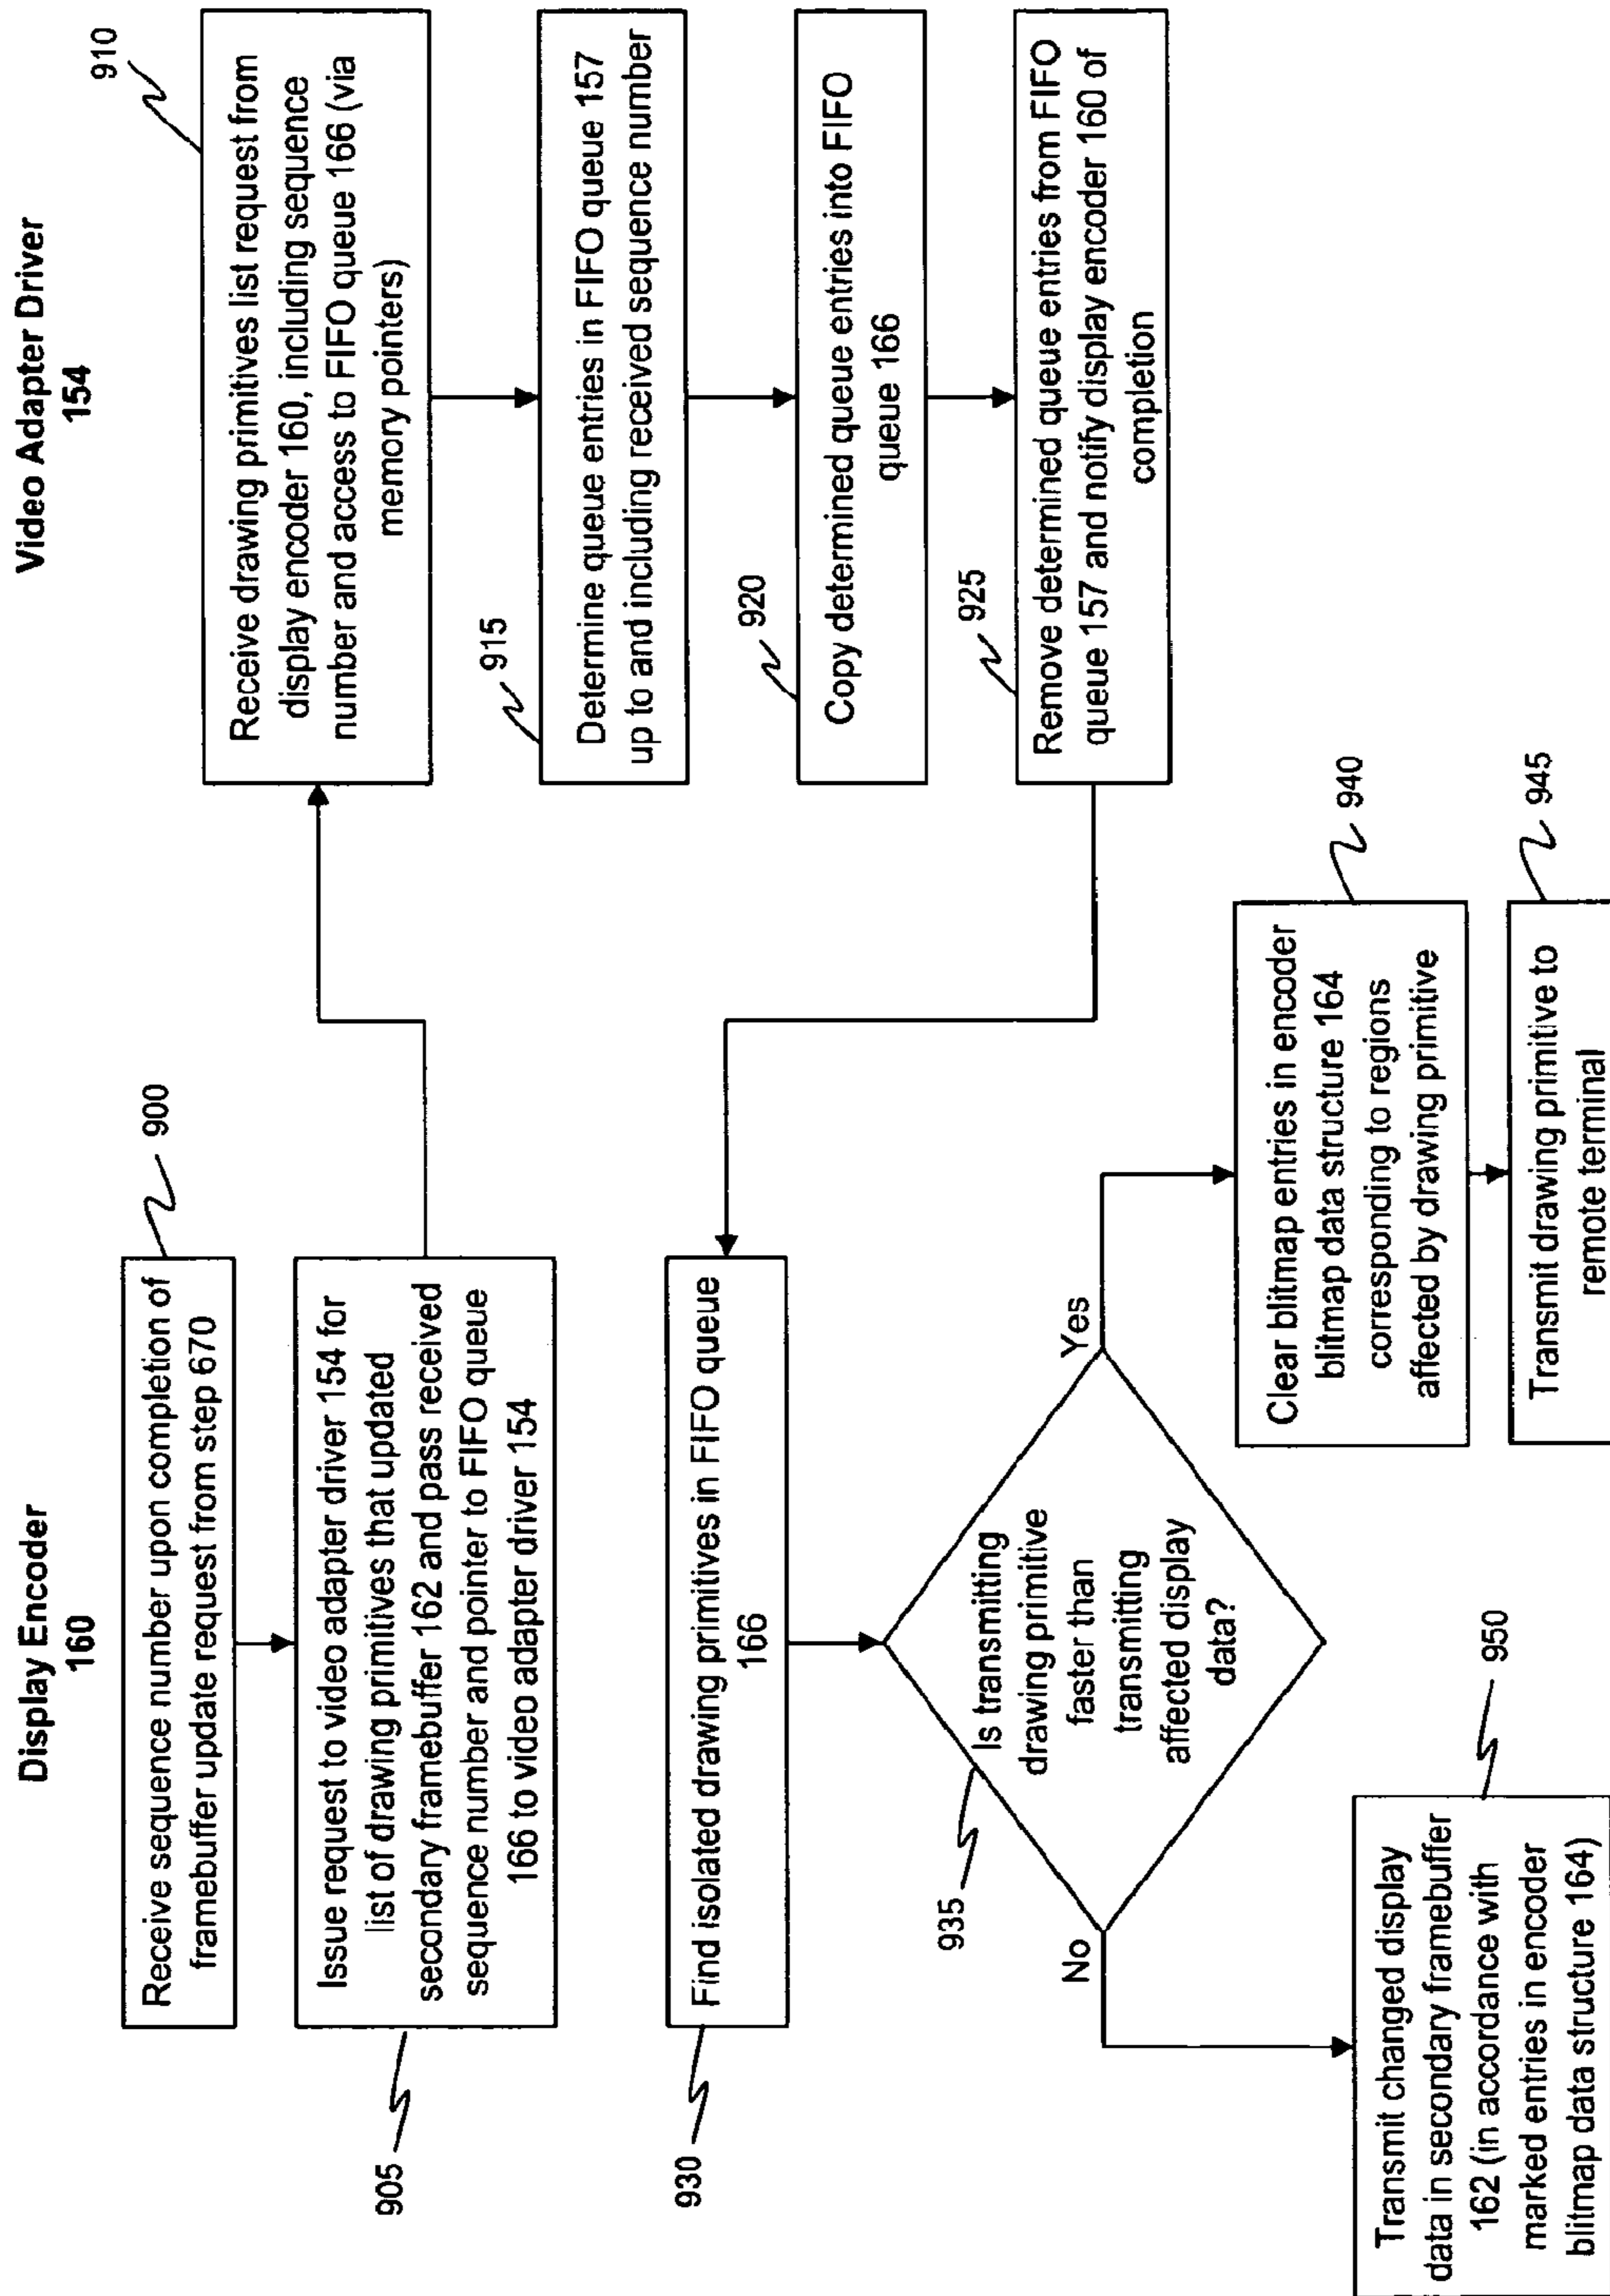 Display Encoder
160
Video Adapter Driver
154
900
Receive sequence number upon completion of
framebuffer update request from step 670
905
Issue request to video adapter driver 154 for
list of drawing primitives that updated
secondary framebuffer 162 and pass received
sequence number and pointer to FIFO queue
166 to video adapter driver 154
910
Receive drawing primitives list request from
display encoder 160, including sequence
number and access to FIFO queue 166 (via
memory pointers)
915
Determine queue entries in FIFO queue 157
up to and including received sequence number
920
Copy determined queue entries into FIFO
queue 166
925
Remove determined queue entries from FIFO
queue 157 and notify display encoder 160 of
completion
930
Find isolated drawing primitives in FIFO queue
166
935
Is transmitting
drawing primitive
faster than
transmitting
affected display
data?
Yes
No
940
Clear blitmap entries in encoder
blitmap data structure 164
corresponding to regions
affected by drawing primitive
945
Transmit drawing primitive to
remote terminal
950
Transmit changed display
data in secondary framebuffer
162 (in accordance with
marked entries in encoder
blitmap data structure 164)